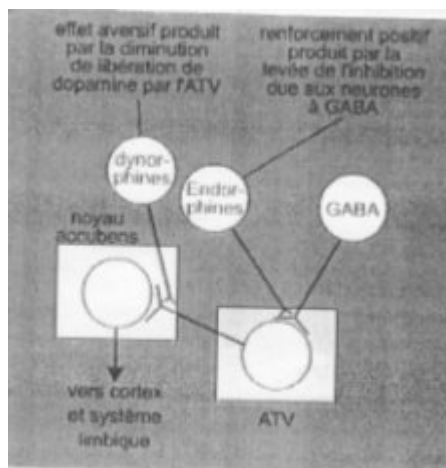 effet aversif produit
par la diminution
de libération de
dopamine par l'ATV
renforcement positif
produit par la
levée de l'inhibition
due aux neurones
à GABA
dynor-
phines
Endor-
phines
GABA
noyau
accubens
vers cortex
et système
limbique
ATV